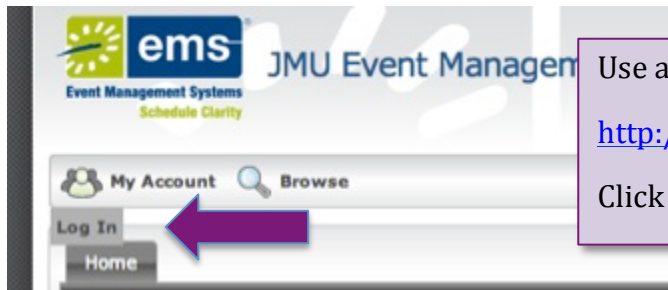 ems
Event Management Systems
Schedule Clarity
JMU Event Managem
Use a
http:/
Click
My Account Browse
Log In
Home